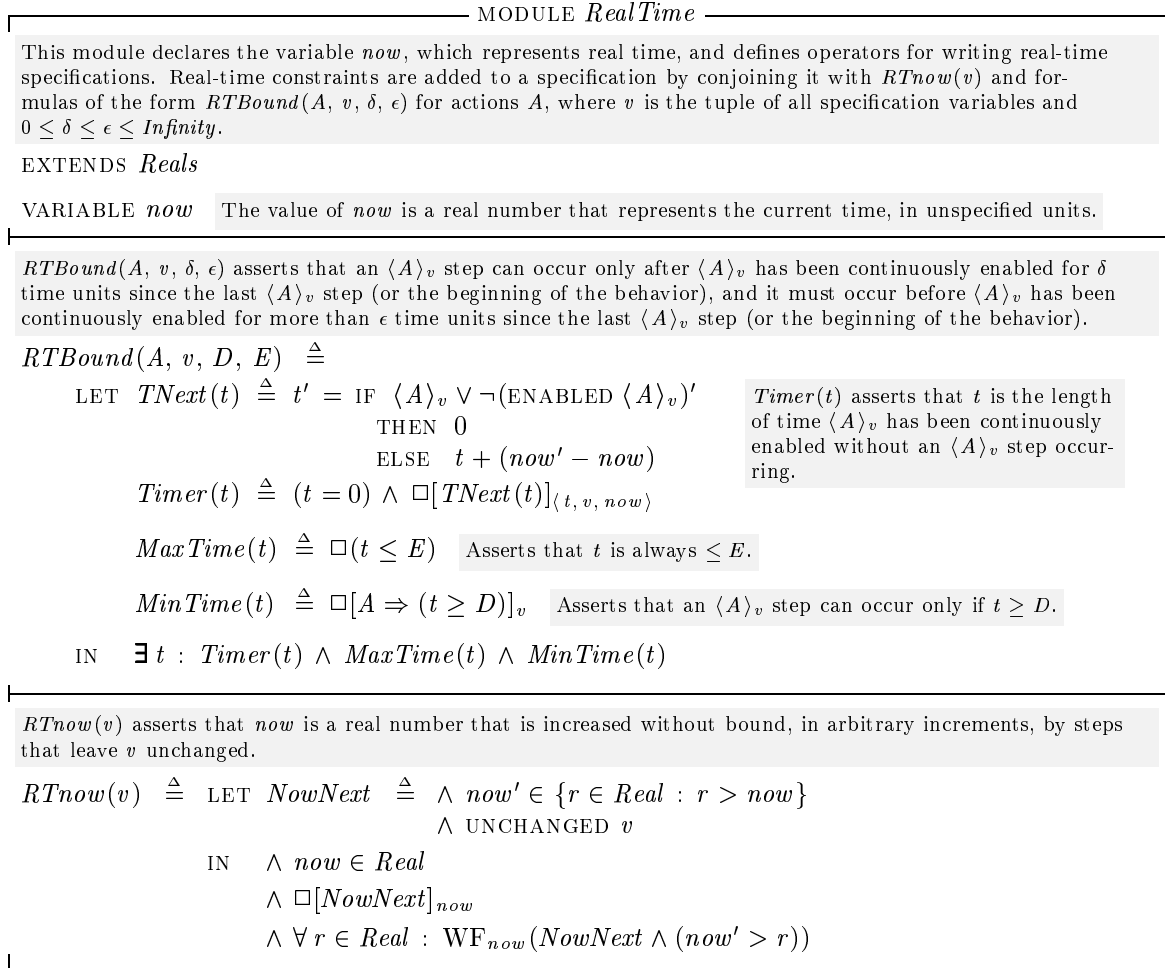 MODULE RealTime
This module declares the variable now, which represents real time, and defines operators for writing real-time
specifications. Real-time constraints are added to a specification by conjoining it with RTnow(v) and for-
mulas of the form RTBound(A, v, δ, ϵ) for actions A, where v is the tuple of all specification variables and
0 ≤ δ ≤ ϵ ≤ Infinity.
EXTENDS Reals
VARIABLE now The value of now is a real number that represents the current time, in unspecified units.
RTBound(A, v, δ, ϵ) asserts that an ⟨A⟩_v step can occur only after ⟨A⟩_v has been continuously enabled for δ
time units since the last ⟨A⟩_v step (or the beginning of the behavior), and it must occur before ⟨A⟩_v has been
continuously enabled for more than ϵ time units since the last ⟨A⟩_v step (or the beginning of the behavior).
RTBound(A, v, D, E) ≜
LET TNext(t) ≜ t′ = IF ⟨A⟩_v ∨ ¬(ENABLED ⟨A⟩_v)′
THEN 0
ELSE t + (now′ − now)
Timer(t) asserts that t is the length
of time ⟨A⟩_v has been continuously
enabled without an ⟨A⟩_v step occur-
ring.
Timer(t) ≜ (t = 0) ∧ □[TNext(t)]_⟨t, v, now⟩
MaxTime(t) ≜ □(t ≤ E) Asserts that t is always ≤ E.
MinTime(t) ≜ □[A ⇒ (t ≥ D)]_v Asserts that an ⟨A⟩_v step can occur only if t ≥ D.
IN ∃ t : Timer(t) ∧ MaxTime(t) ∧ MinTime(t)
RTnow(v) asserts that now is a real number that is increased without bound, in arbitrary increments, by steps
that leave v unchanged.
RTnow(v) ≜ LET NowNext ≜ ∧ now′ ∈ {r ∈ Real : r > now}
∧ UNCHANGED v
IN ∧ now ∈ Real
∧ □[NowNext]_now
∧ ∀ r ∈ Real : WF_now(NowNext ∧ (now′ > r))